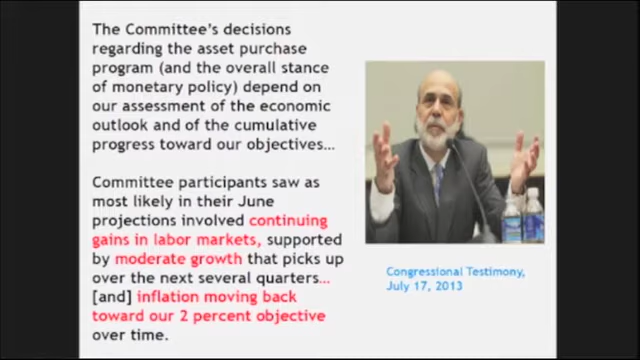 The Committee's decisions
regarding the asset purchase
program (and the overall stance
of monetary policy) depend on
our assessment of the economic
outlook and of the cumulative
progress toward our objectives…
Committee participants saw as
most likely in their June
projections involved continuing
gains in labor markets, supported
by moderate growth that picks up
over the next several quarters…
[and] inflation moving back
toward our 2 percent objective
over time.
Congressional Testimony,
July 17, 2013